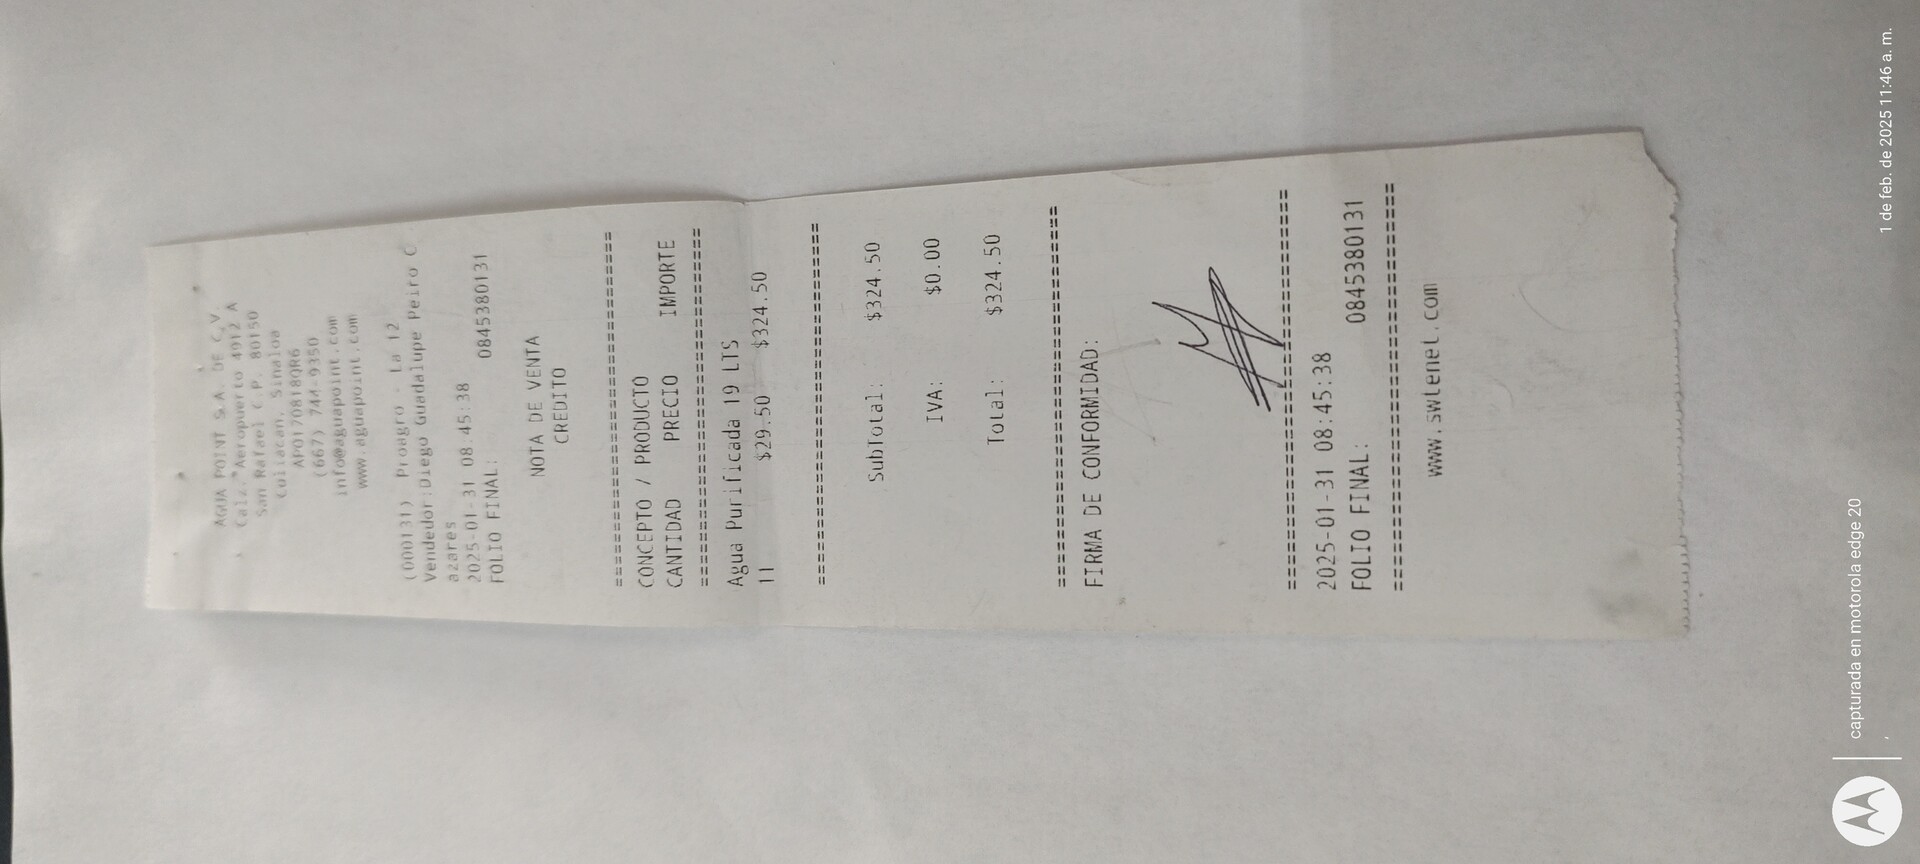 AGUA POINT S.A. DE C.V.
Calz. Aeropuerto 4912 A
San Rafael C.P. 80150
Culiacan, Sinaloa
APO170818QR6
(667) 744-9350
info@aguapoint.com
www.aguapoint.com
(000131) Proagro - La 12
Vendedor:Diego Guadalupe Peiro C
azares
2025-01-31 08:45:38
FOLIO FINAL: 0845380131
NOTA DE VENTA
CREDITO
================================
CONCEPTO / PRODUCTO
CANTIDAD PRECIO IMPORTE
================================
Agua Purificada 19 LTS
11 $29.50 $324.50
================================
SubTotal: $324.50
IVA: $0.00
Total: $324.50
================================
FIRMA DE CONFORMIDAD:
================================
2025-01-31 08:45:38
FOLIO FINAL: 0845380131
================================
www.swtenet.com
capturada en motorola edge 20
1 de feb. de 2025 11:46 a. m.